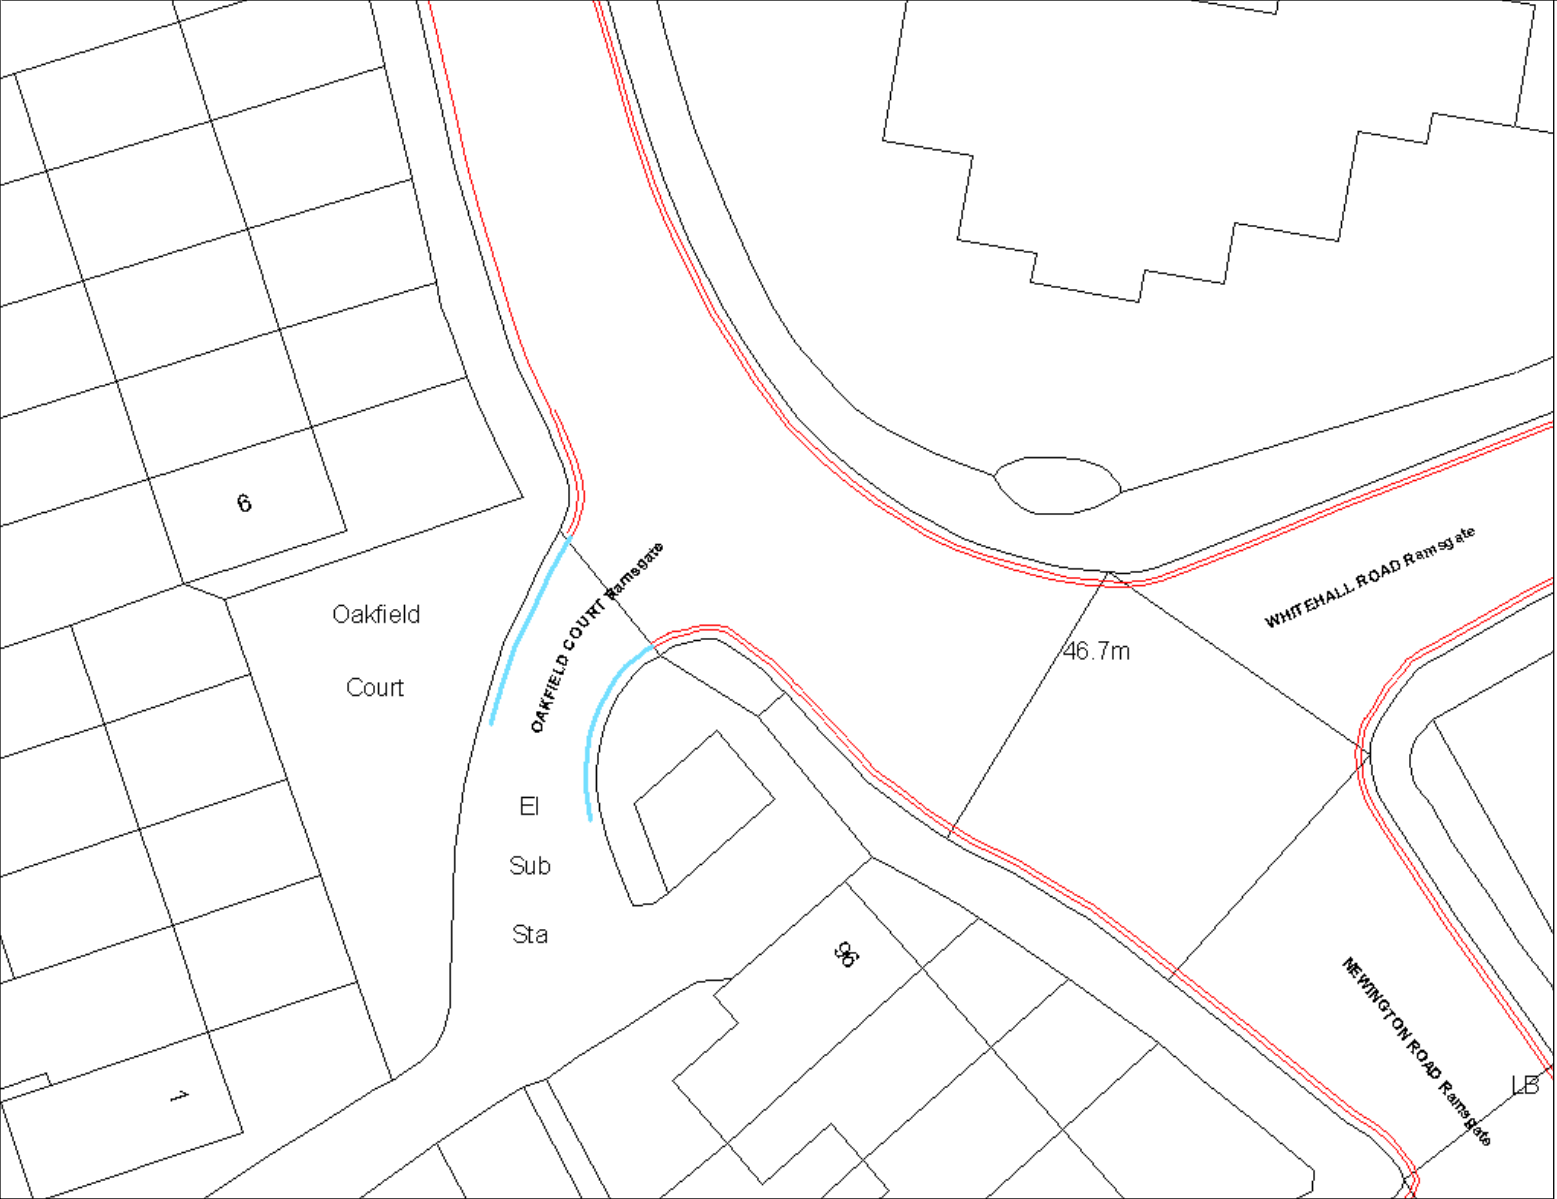 6
Oakfield
Court
OAKFIELD COURT Ramsgate
WHITEHALL ROAD Ramsgate
46.7m
El
Sub
Sta
96
NEWINGTON ROAD Ramsgate
LB
1